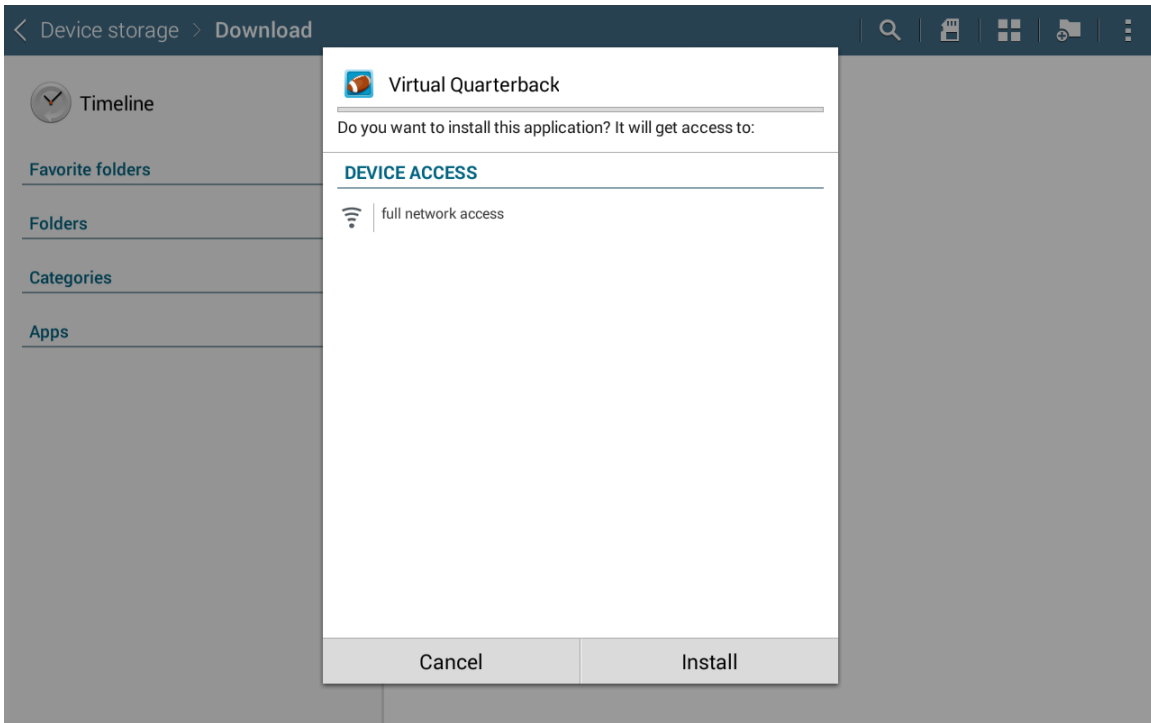 Device storage > Download
Timeline
Favorite folders
Folders
Categories
Apps
Virtual Quarterback
Do you want to install this application? It will get access to:
DEVICE ACCESS
full network access
Cancel
Install